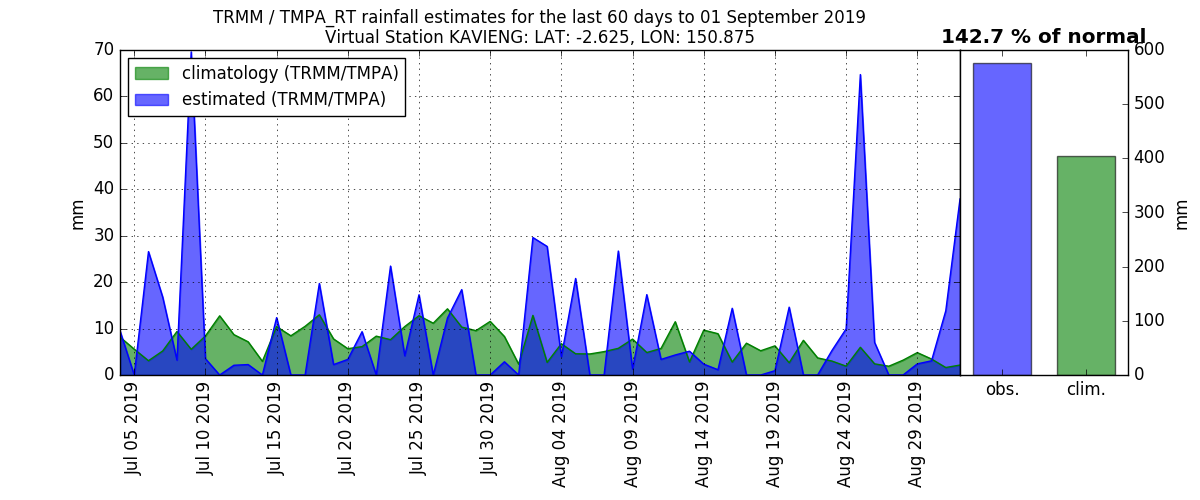 TRMM / TMPA_RT rainfall estimates for the last 60 days to 01 September 2019
Virtual Station KAVIENG: LAT: -2.625, LON: 150.875
142.7 % of normal
climatology (TRMM/TMPA)
estimated (TRMM/TMPA)
mm
70
60
50
40
30
20
10
0
Jul 05 2019
Jul 10 2019
Jul 15 2019
Jul 20 2019
Jul 25 2019
Jul 30 2019
Aug 04 2019
Aug 09 2019
Aug 14 2019
Aug 19 2019
Aug 24 2019
Aug 29 2019
obs.
clim.
600
500
400
300
200
100
0
mm